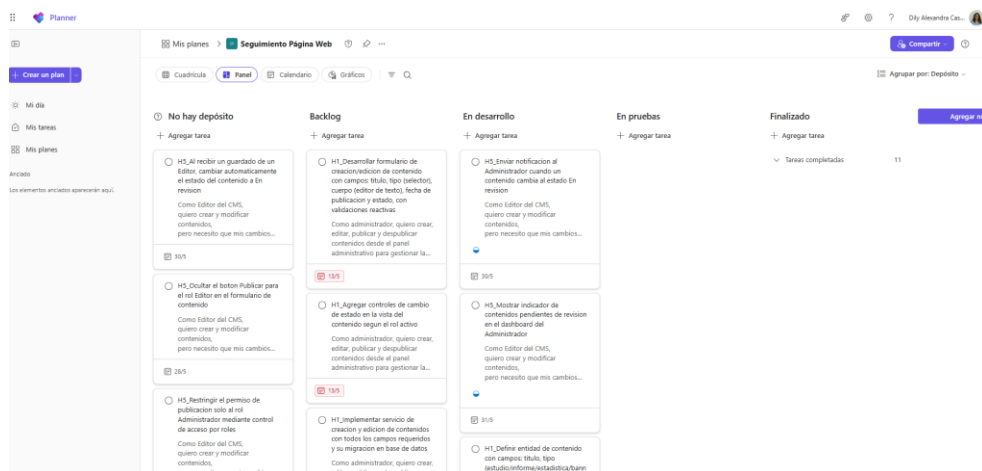 Planner
Dily Alexandra Cas...
Mis planes > Seguimiento Página Web
Compartir
Crear un plan
Cuadrícula
Panel
Calendario
Gráficos
Agrupar por: Depósito
Mi día
Mis tareas
Mis planes
Anclado
Los elementos anclados aparecerán aquí.
No hay depósito
Agregar tarea
H5_Al recibir un guardado de un
Editor, cambiar automaticamente
el estado del contenido a En
revision
Como Editor del CMS,
quiero crear y modificar
contenidos,
pero necesito que mis cambios...
30/5
H5_Ocultar el boton Publicar para
el rol Editor en el formulario de
contenido
Como Editor del CMS,
quiero crear y modificar
contenidos,
pero necesito que mis cambios...
28/5
H5_Restringir el permiso de
publicacion solo al rol
Administrador mediante control
de acceso por roles
Como Editor del CMS,
quiero crear y modificar
contenidos,
Backlog
Agregar tarea
H1_Desarrollar formulario de
creacion/edicion de contenido
con campos: titulo, tipo (selector),
cuerpo (editor de texto), fecha de
publicacion y estado, con
validaciones reactivas
Como administrador, quiero crear,
editar, publicar y despublicar
contenidos desde el panel
administrativo para gestionar la...
13/5
H1_Agregar controles de cambio
de estado en la vista del
contenido segun el rol activo
Como administrador, quiero crear,
editar, publicar y despublicar
contenidos desde el panel
administrativo para gestionar la...
13/5
H1_Implementar servicio de
creacion y edicion de contenidos
con todos los campos requeridos
y su migracion en base de datos
Como administrador, quiero crear,
En desarrollo
Agregar tarea
H5_Enviar notificacion al
Administrador cuando un
contenido cambia al estado En
revision
Como Editor del CMS,
quiero crear y modificar
contenidos,
pero necesito que mis cambios...
30/5
H5_Mostrar indicador de
contenidos pendientes de revision
en el dashboard del
Administrador
Como Editor del CMS,
quiero crear y modificar
contenidos,
pero necesito que mis cambios...
31/5
H1_Definir entidad de contenido
con campos: titulo, tipo
(estudio/informe/estadistica/bann
En pruebas
Agregar tarea
Finalizado
Agregar tarea
Tareas completadas 11
Agregar